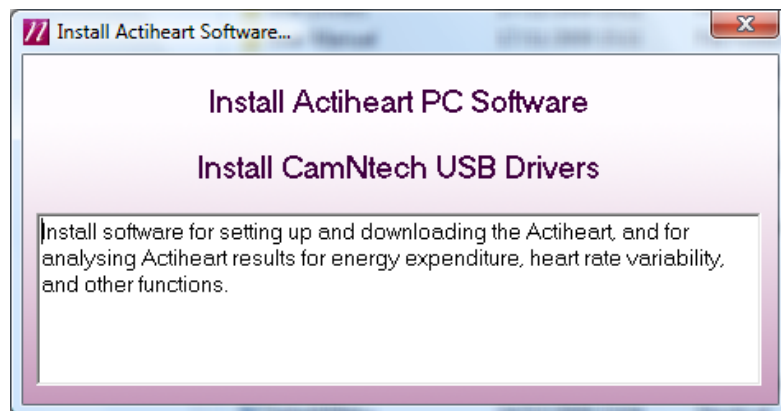 Install Actiheart Software...
Install Actiheart PC Software
Install CamNtech USB Drivers
Install software for setting up and downloading the Actiheart, and for
analysing Actiheart results for energy expenditure, heart rate variability,
and other functions.